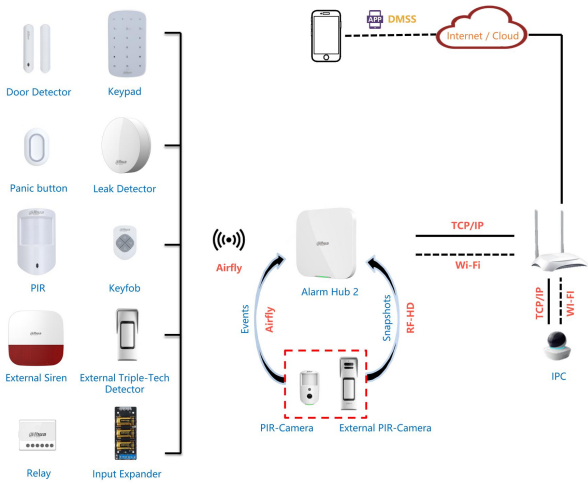 APP DMSS
Internet / Cloud
Door Detector
Keypad
Panic button
Leak Detector
PIR
Keyfob
External Siren
External Triple-Tech
Detector
Relay
Input Expander
Airfly
alhua
Alarm Hub 2
Events
Airfly
Snapshots
RF-HD
PIR-Camera
External PIR-Camera
TCP/IP
Wi-Fi
TCP/IP
WI-FI
IPC